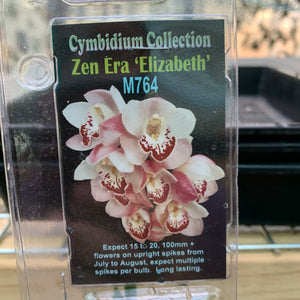 Cymbidium Collection
Zen Era ‘Elizabeth’
M764
Expect 15 to 20, 100mm +
flowers on upright spikes from
July to August, expect multiple
spikes per bulb. Long lasting.